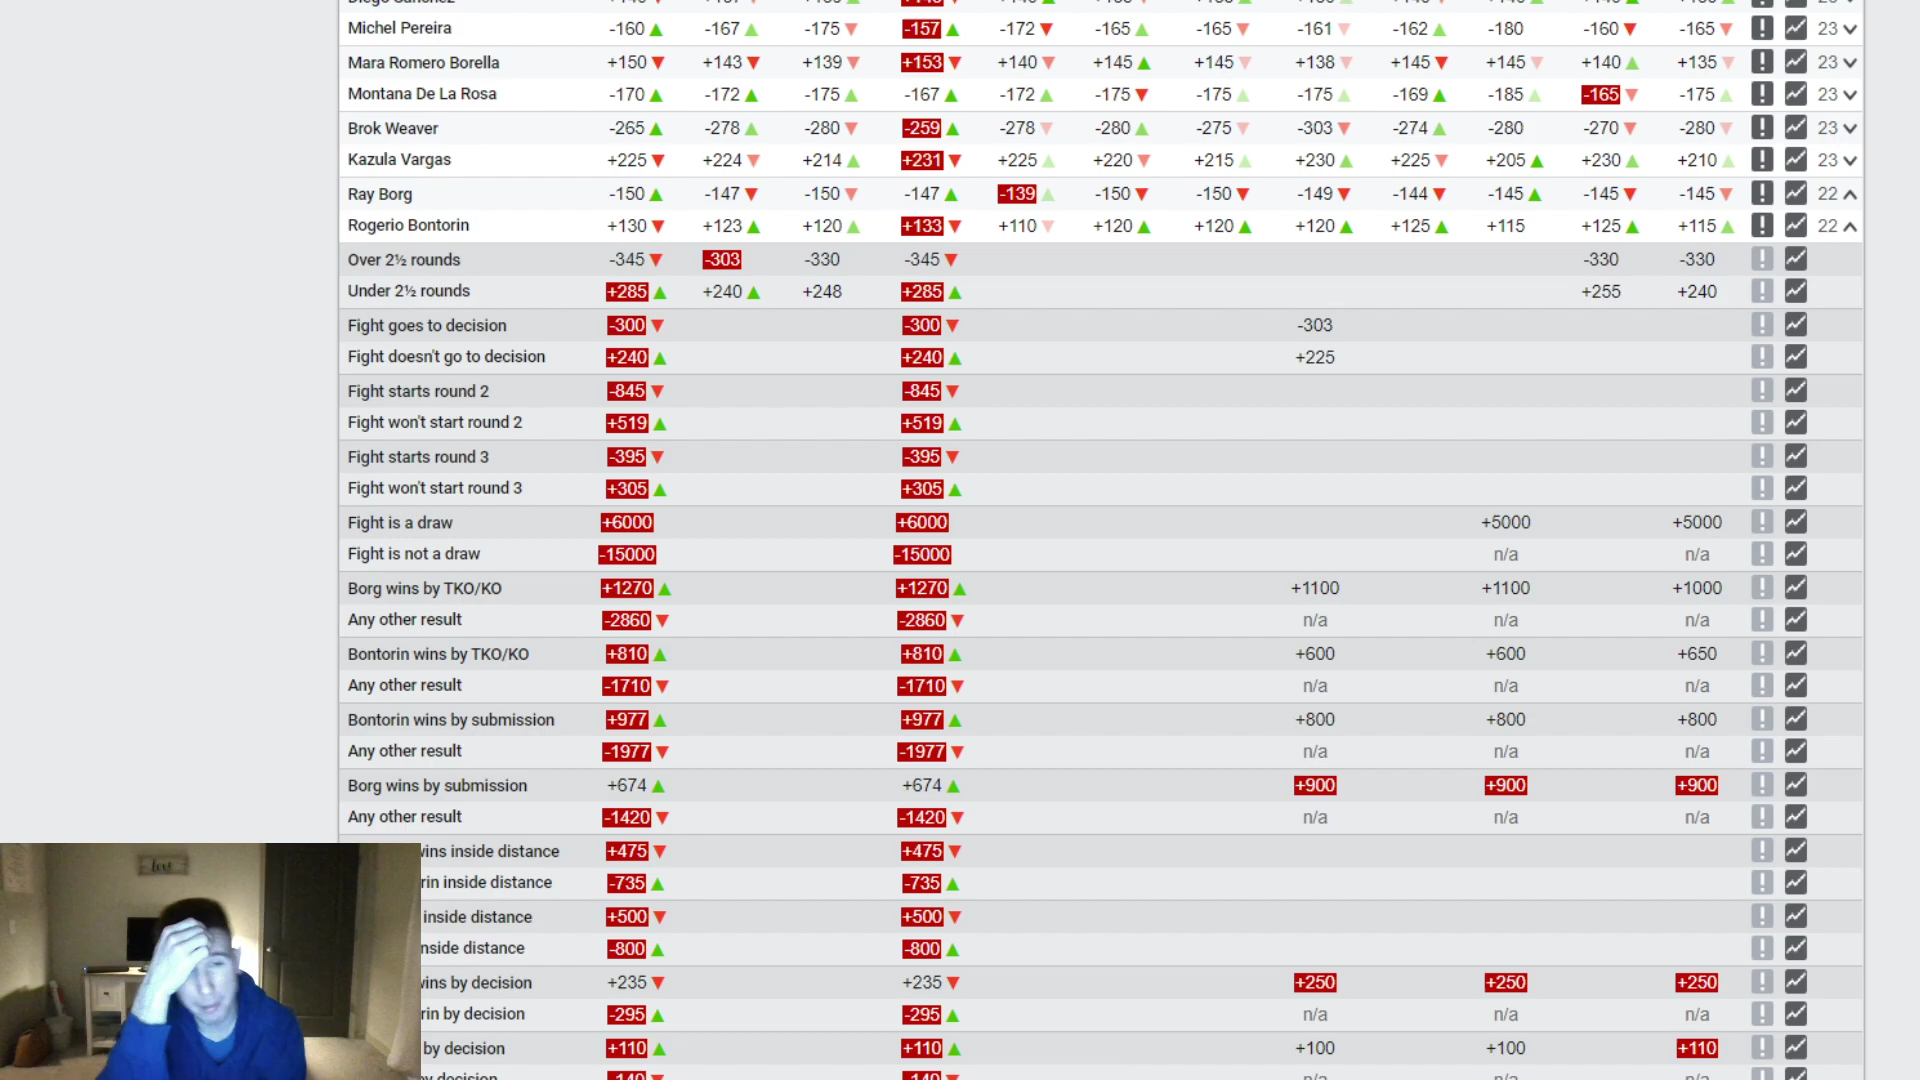 Michel Pereira -160 -167 -175 -157 -172 -165 -165 -161 -162 -180 -160 -165 23
Mara Romero Borella +150 +143 +139 +153 +140 +145 +145 +138 +145 +145 +140 +135 23
Montana De La Rosa -170 -172 -175 -167 -172 -175 -175 -175 -169 -185 -165 -175 23
Brok Weaver -265 -278 -280 -259 -278 -280 -275 -303 -274 -280 -270 -280 23
Kazula Vargas +225 +224 +214 +231 +225 +220 +215 +230 +225 +205 +230 +210 23
Ray Borg -150 -147 -150 -147 -139 -150 -150 -149 -144 -145 -145 -145 22
Rogerio Bontorin +130 +123 +120 +133 +110 +120 +120 +120 +125 +115 +125 +115 22
Over 2½ rounds -345 -303 -330 -345 -330 -330
Under 2½ rounds +285 +240 +248 +285 +255 +240
Fight goes to decision -300 -300 -303
Fight doesn't go to decision +240 +240 +225
Fight starts round 2 -845 -845
Fight won't start round 2 +519 +519
Fight starts round 3 -395 -395
Fight won't start round 3 +305 +305
Fight is a draw +6000 +6000 +5000 +5000
Fight is not a draw -15000 -15000 n/a n/a
Borg wins by TKO/KO +1270 +1270 +1100 +1100 +1000
Any other result -2860 -2860 n/a n/a n/a
Bontorin wins by TKO/KO +810 +810 +600 +600 +650
Any other result -1710 -1710 n/a n/a n/a
Bontorin wins by submission +977 +977 +800 +800 +800
Any other result -1977 -1977 n/a n/a n/a
Borg wins by submission +674 +674 +900 +900 +900
Any other result -1420 -1420 n/a n/a n/a
inside distance +475 +475
inside distance -735 -735
inside distance +500 +500
distance -800 -800
by decision +235 +235 +250 +250 +250
by decision -295 -295 n/a n/a n/a
by decision +110 +110 +100 +100 +110